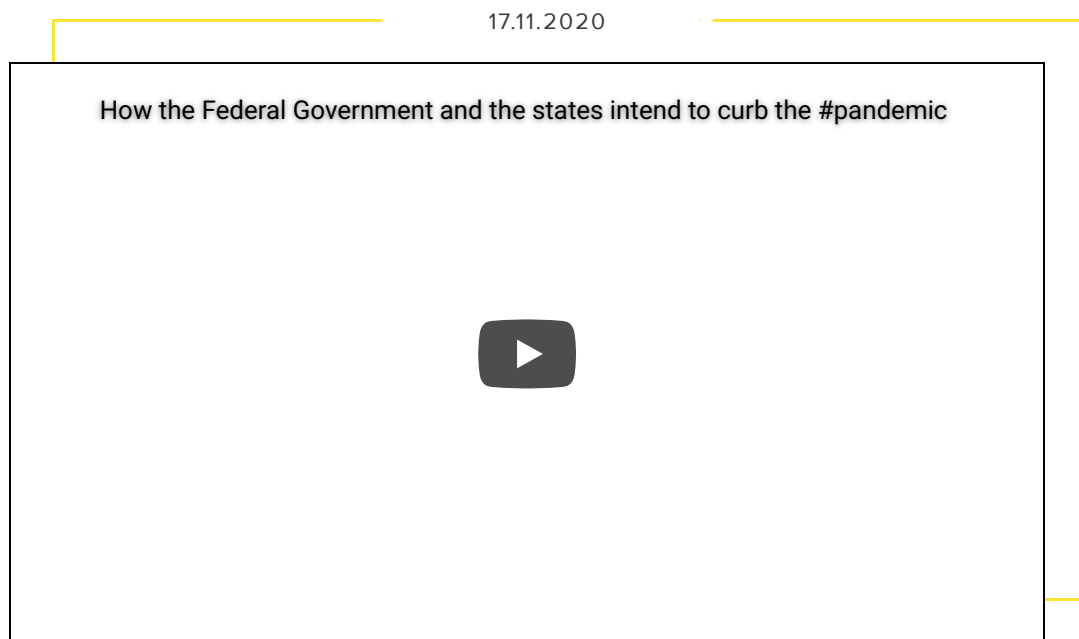 17.11.2020
How the Federal Government and the states intend to curb the #pandemic